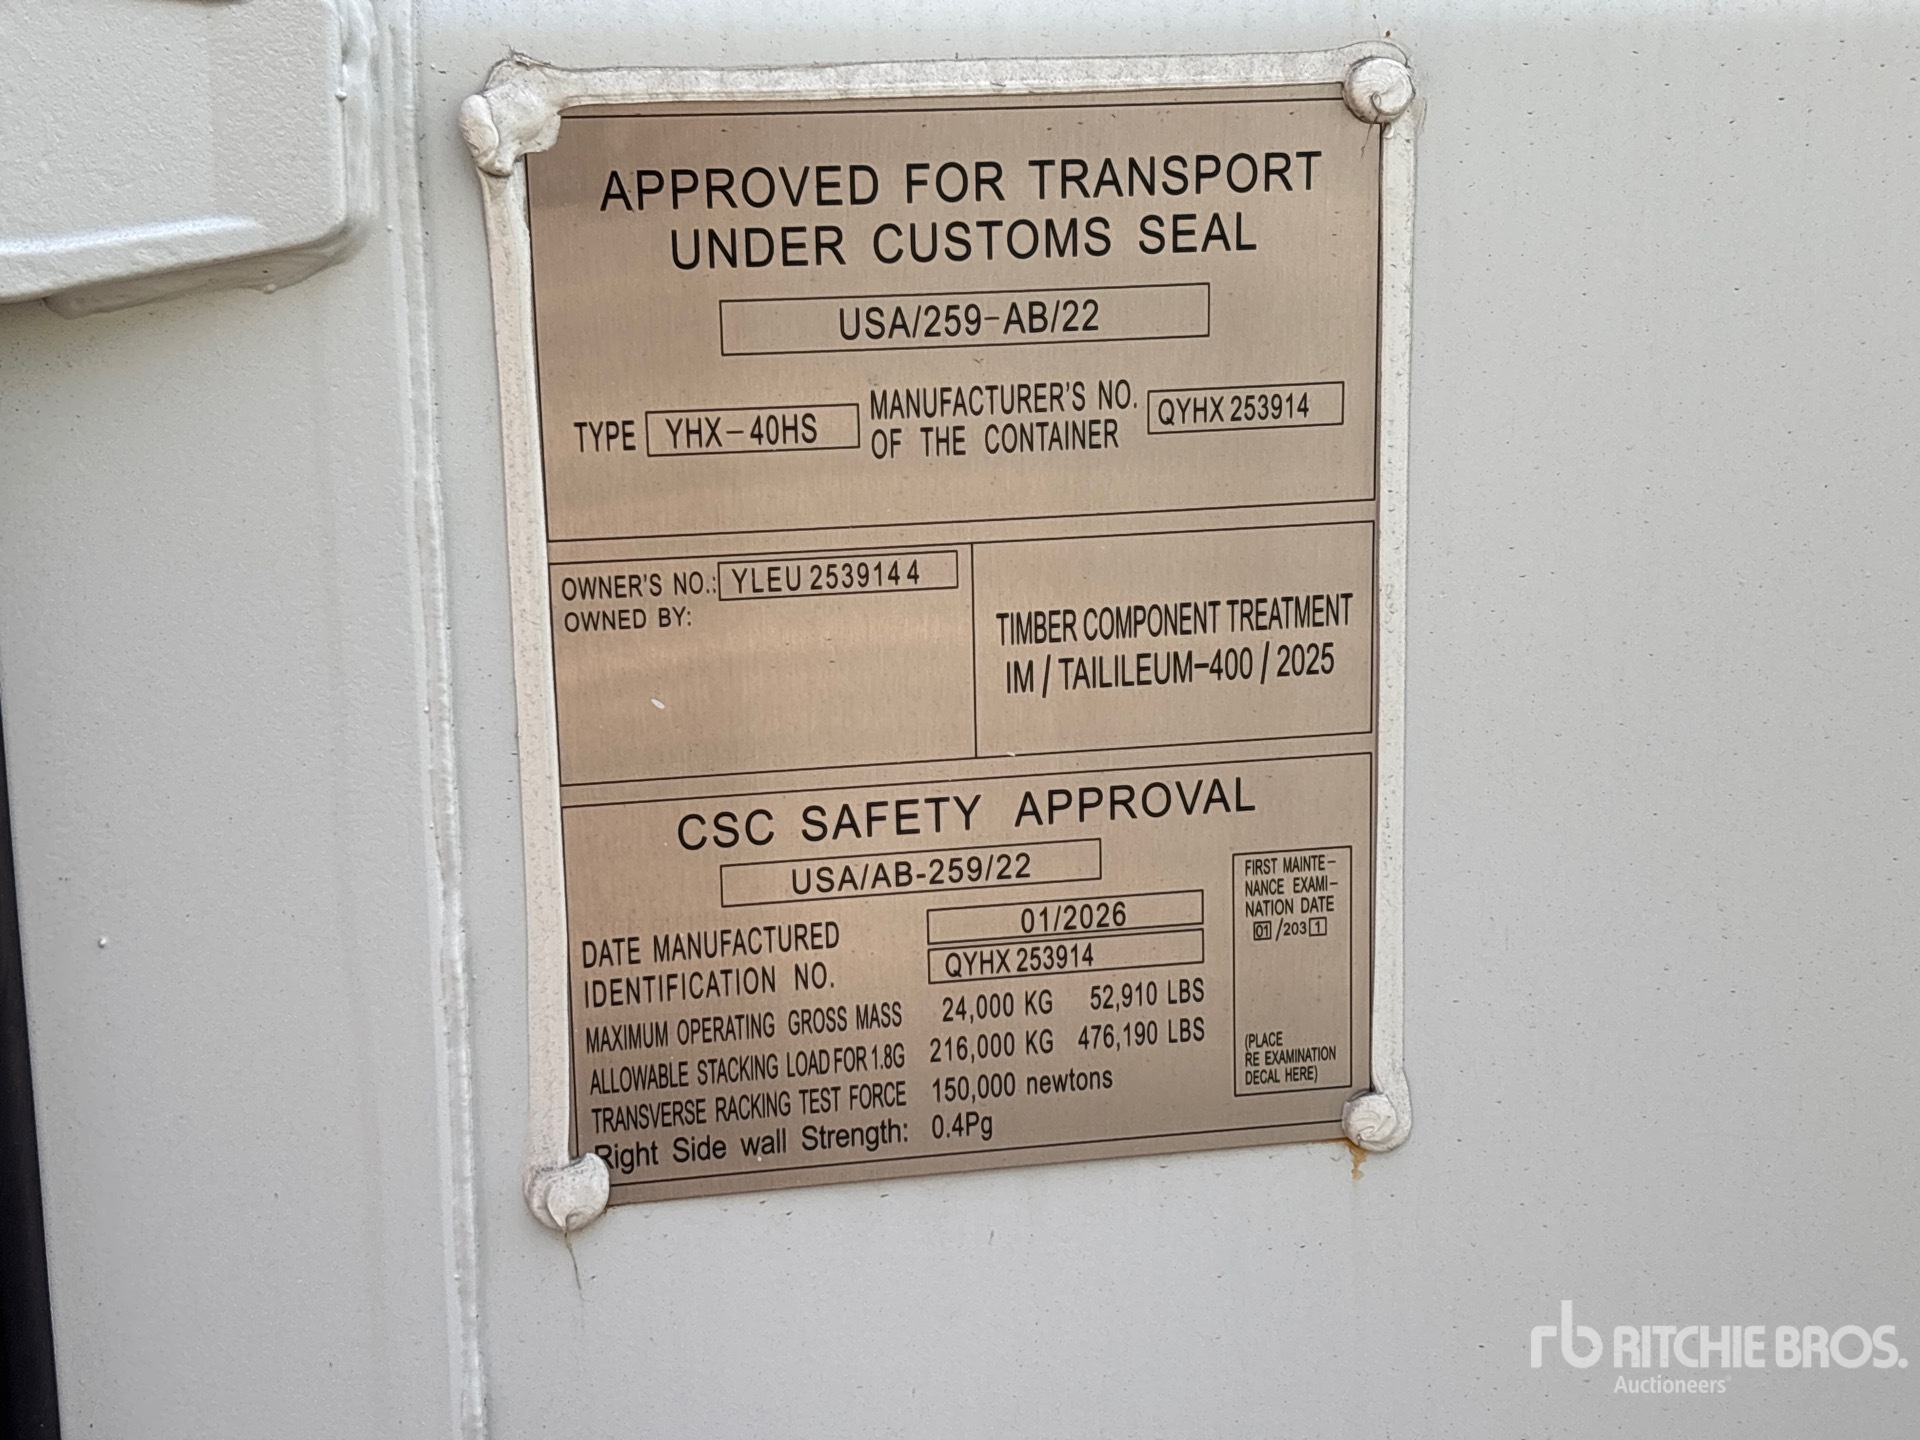 APPROVED FOR TRANSPORT
UNDER CUSTOMS SEAL
USA/259-AB/22
TYPE YHX-40HS MANUFACTURER'S NO. OF THE CONTAINER QYHX 253914
OWNER'S NO.: YLEU 253914 4
OWNED BY:
TIMBER COMPONENT TREATMENT
IM / TAILILEUM-400 / 2025
CSC SAFETY APPROVAL
USA/AB-259/22
DATE MANUFACTURED 01/2026
IDENTIFICATION NO. QYHX 253914
MAXIMUM OPERATING GROSS MASS 24,000 KG 52,910 LBS
ALLOWABLE STACKING LOAD FOR 1.8G 216,000 KG 476,190 LBS
TRANSVERSE RACKING TEST FORCE 150,000 newtons
Right Side wall Strength: 0.4Pg
FIRST MAINTE-
NANCE EXAMI-
NATION DATE
01/2031
(PLACE
RE EXAMINATION
DECAL HERE)
rb RITCHIE BROS.
Auctioneers